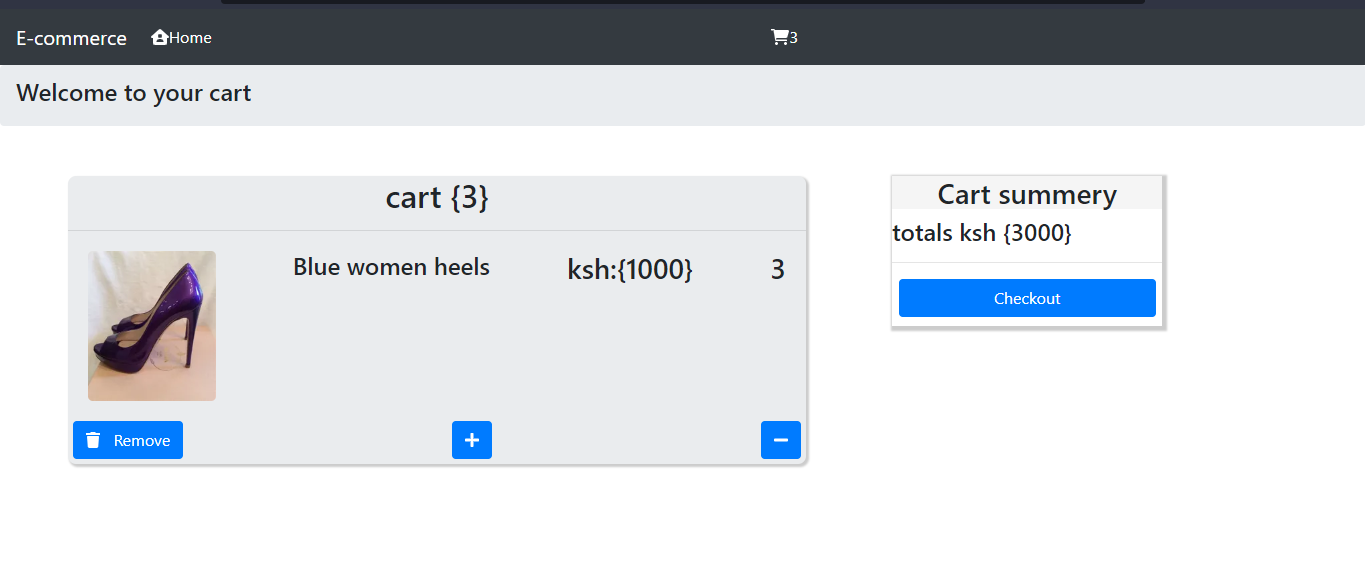 E-commerce Home 3
Welcome to your cart
cart {3}
Blue women heels ksh:{1000} 3
Remove
Cart summery
totals ksh {3000}
Checkout